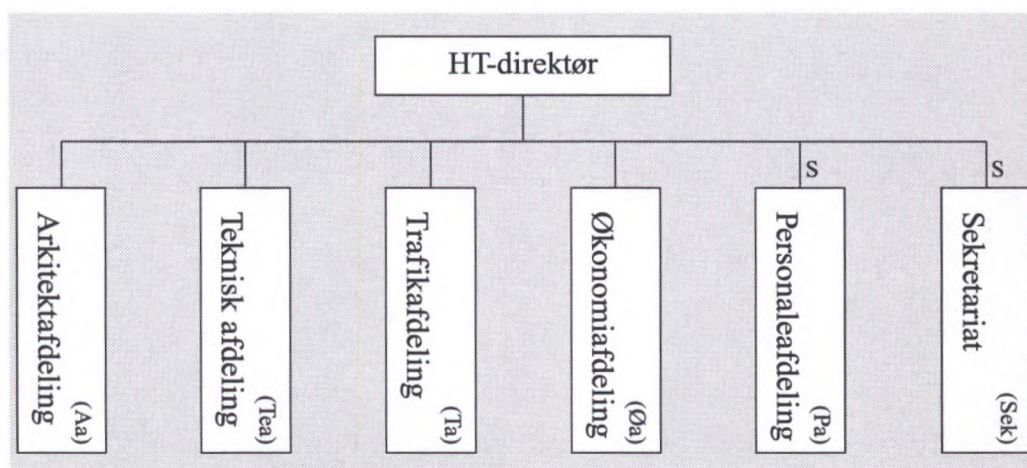 HT-direktør
S
S
Arkitektafdeling
(Aa)
Teknisk afdeling
(Tea)
Trafikafdeling
(Ta)
Økonomiafdeling
(Øa)
Personaleafdeling
(Pa)
Sekretariat
(Sek)